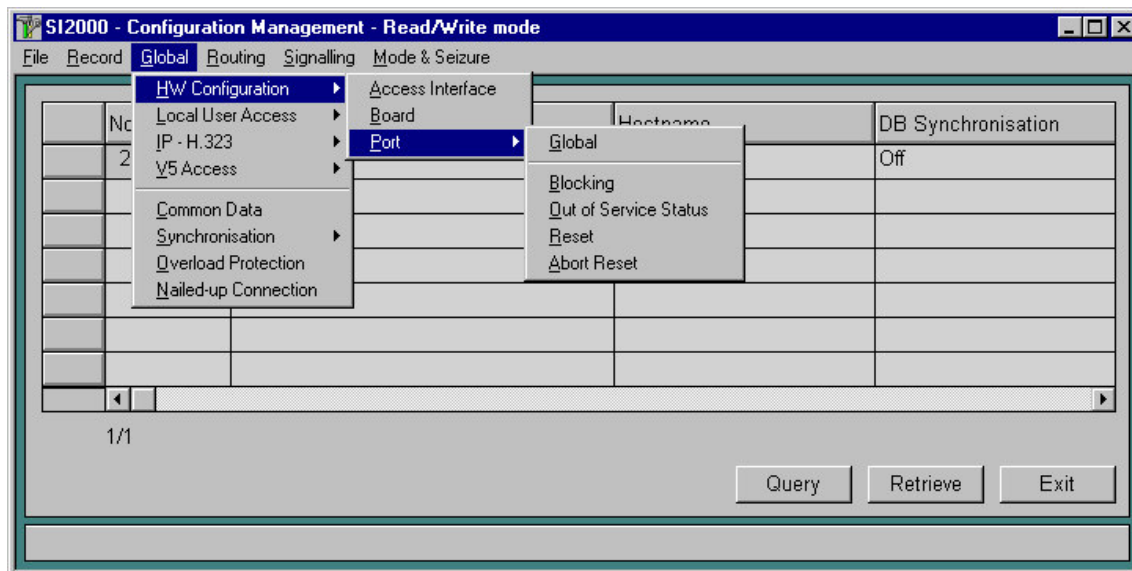 SI2000 - Configuration Management - Read/Write mode
File Record Global Routing Signalling Mode & Seizure
HW Configuration
Local User Access
IP - H.323
V5 Access
Common Data
Synchronisation
Overload Protection
Nailed-up Connection
Access Interface
Board
Port
Global
Blocking
Out of Service Status
Reset
Abort Reset
Hostname DB Synchronisation
2 Off
1/1
Query Retrieve Exit